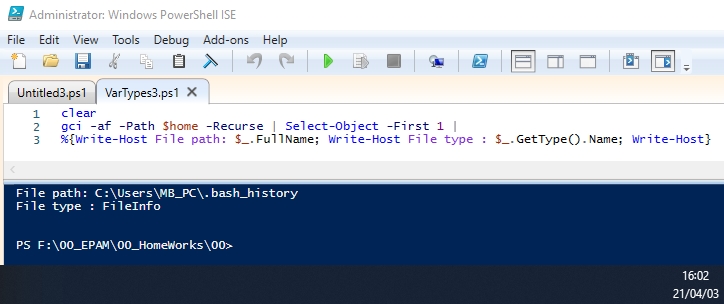 Administrator: Windows PowerShell ISE
File Edit View Tools Debug Add-ons Help
Untitled3.ps1 VarTypes3.ps1 X
1 clear
2 gci -af -Path $home -Recurse | Select-Object -First 1 |
3 %{Write-Host File path: $_.FullName; Write-Host File type : $_.GetType().Name; Write-Host}
File path: C:\Users\MB_PC\.bash_history
File type : FileInfo
PS F:\00_EPAM\00_HomeWorks\00>
16:02
21/04/03